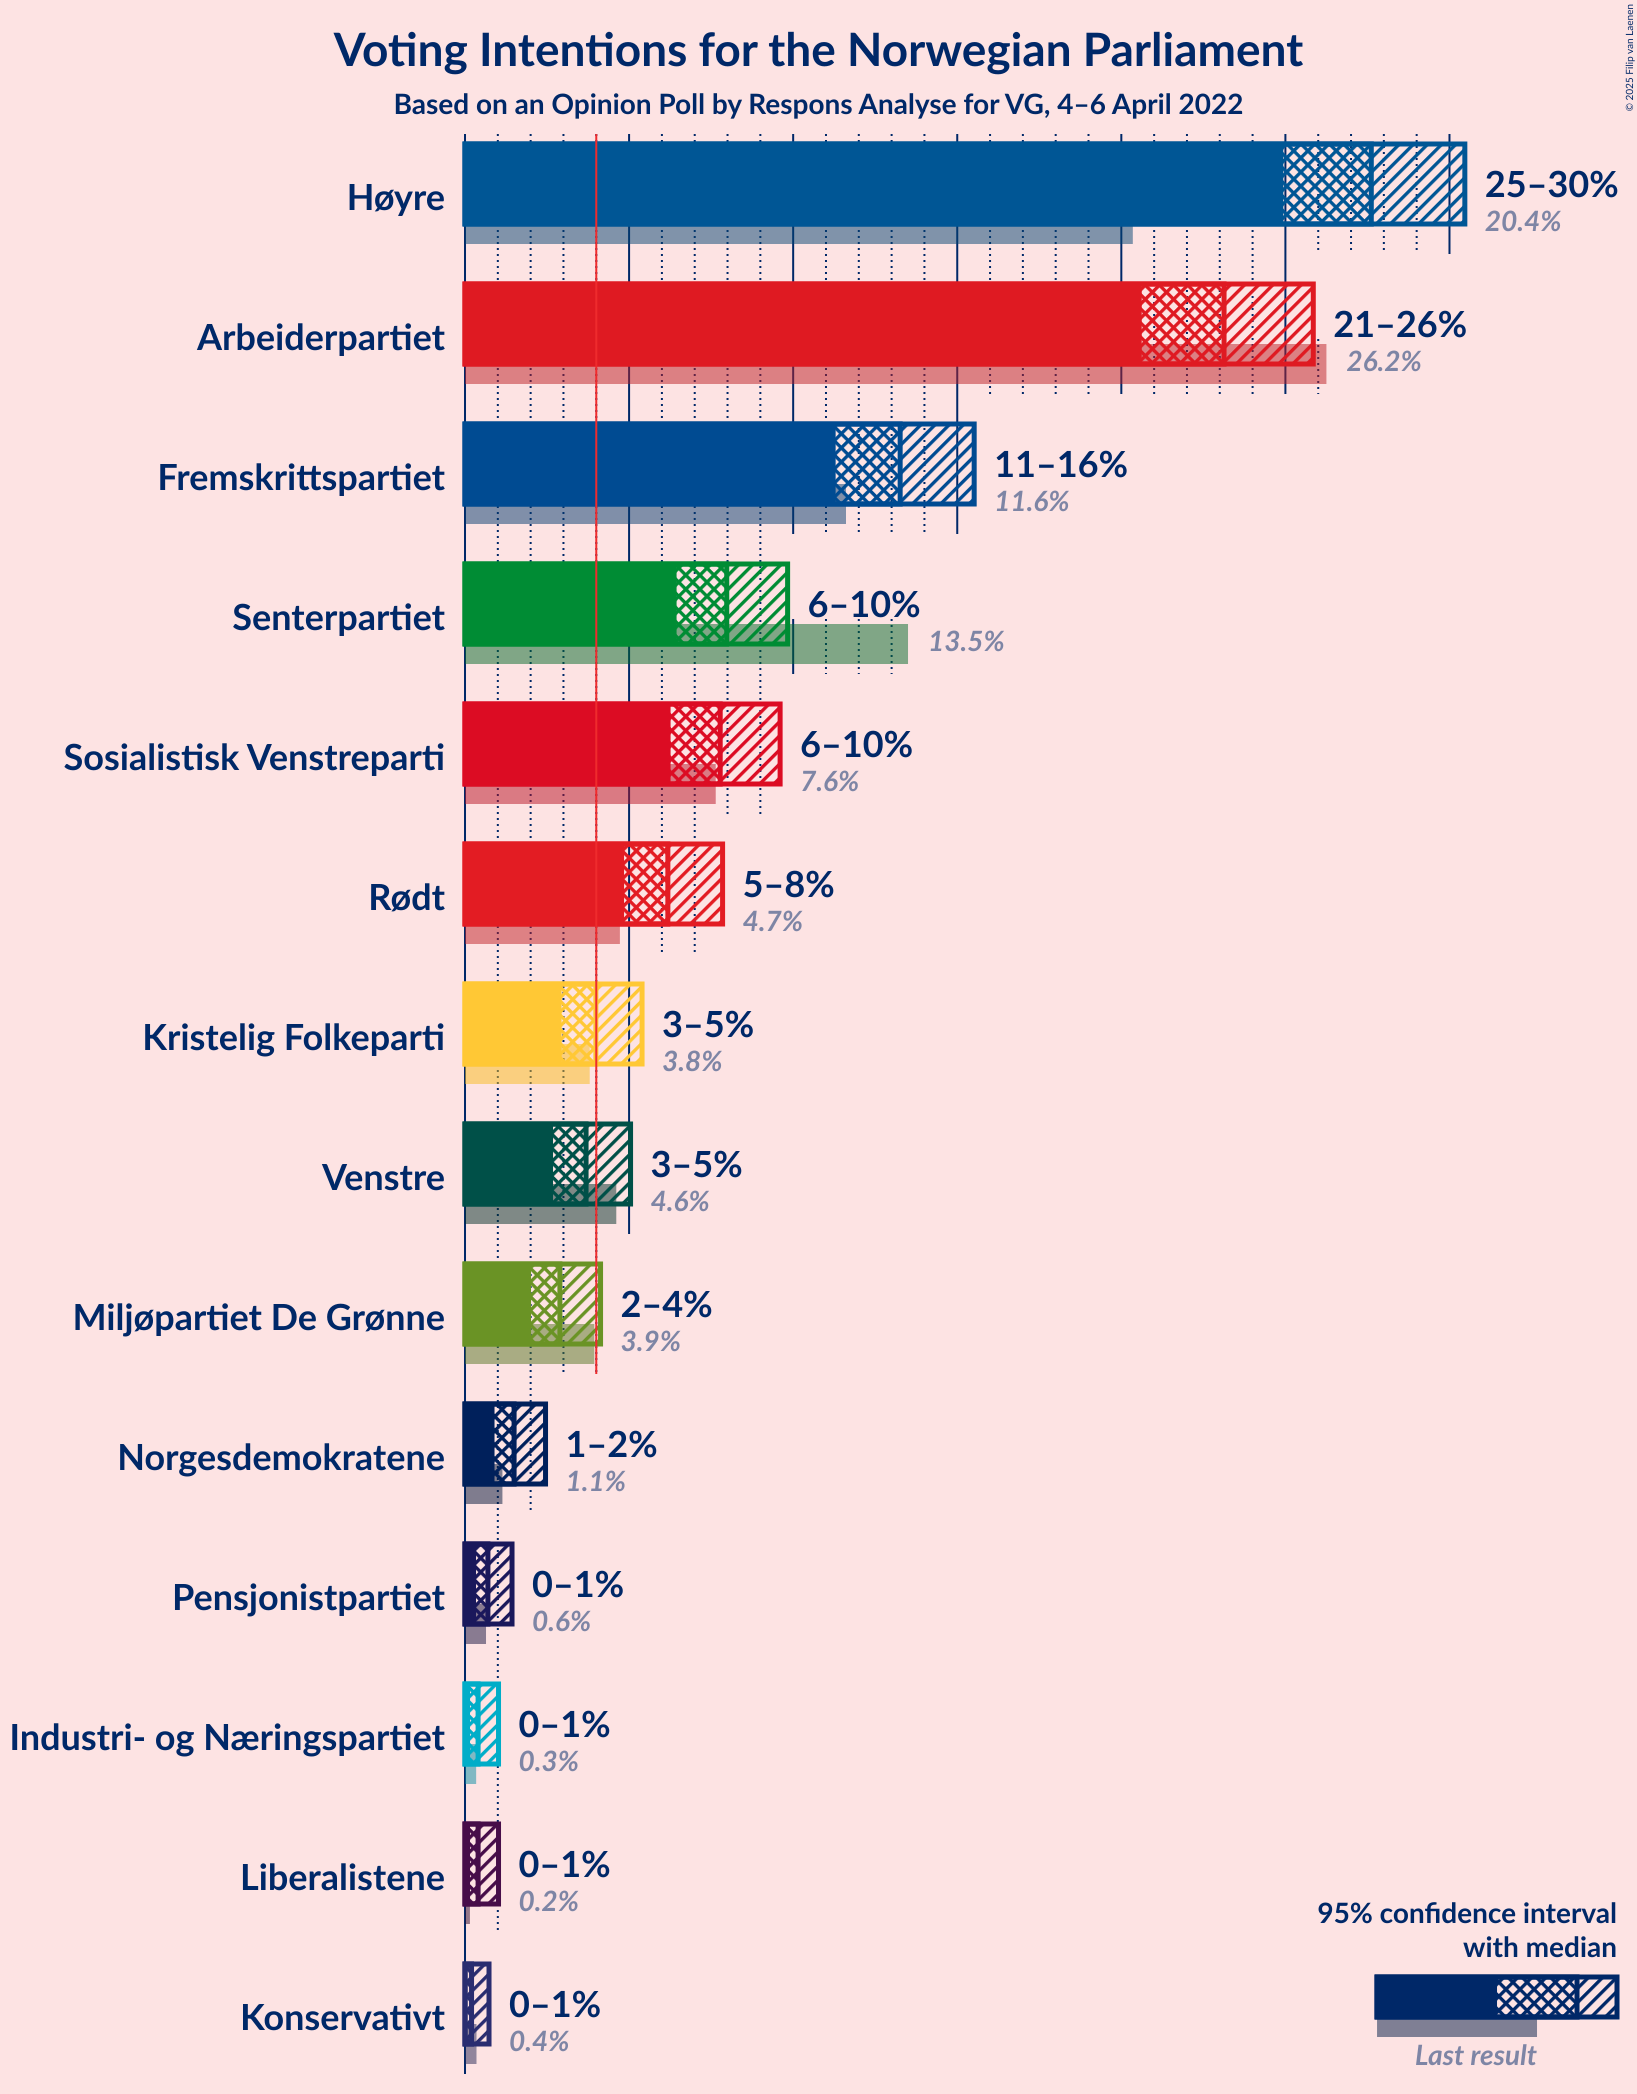 Voting Intentions for the Norwegian Parliament
Based on an Opinion Poll by Respons Analyse for VG, 4–6 April 2022
© 2025 Filip van Laenen
Høyre
25–30%
20.4%
Arbeiderpartiet
21–26%
26.2%
Fremskrittspartiet
11–16%
11.6%
Senterpartiet
6–10%
13.5%
Sosialistisk Venstreparti
6–10%
7.6%
Rødt
5–8%
4.7%
Kristelig Folkeparti
3–5%
3.8%
Venstre
3–5%
4.6%
Miljøpartiet De Grønne
2–4%
3.9%
Norgesdemokratene
1–2%
1.1%
Pensjonistpartiet
0–1%
0.6%
Industri- og Næringspartiet
0–1%
0.3%
Liberalistene
0–1%
0.2%
Konservativt
0–1%
0.4%
95% confidence interval
with median
Last result